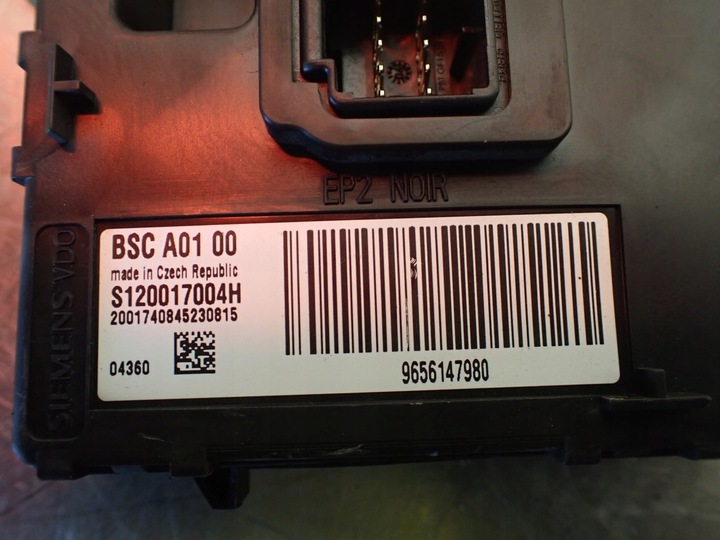 EP2 NOIR
SIEMENS VDO
BSC A01 00
made in Czech Republic
S120017004H
2001740845230815
04360
9656147980